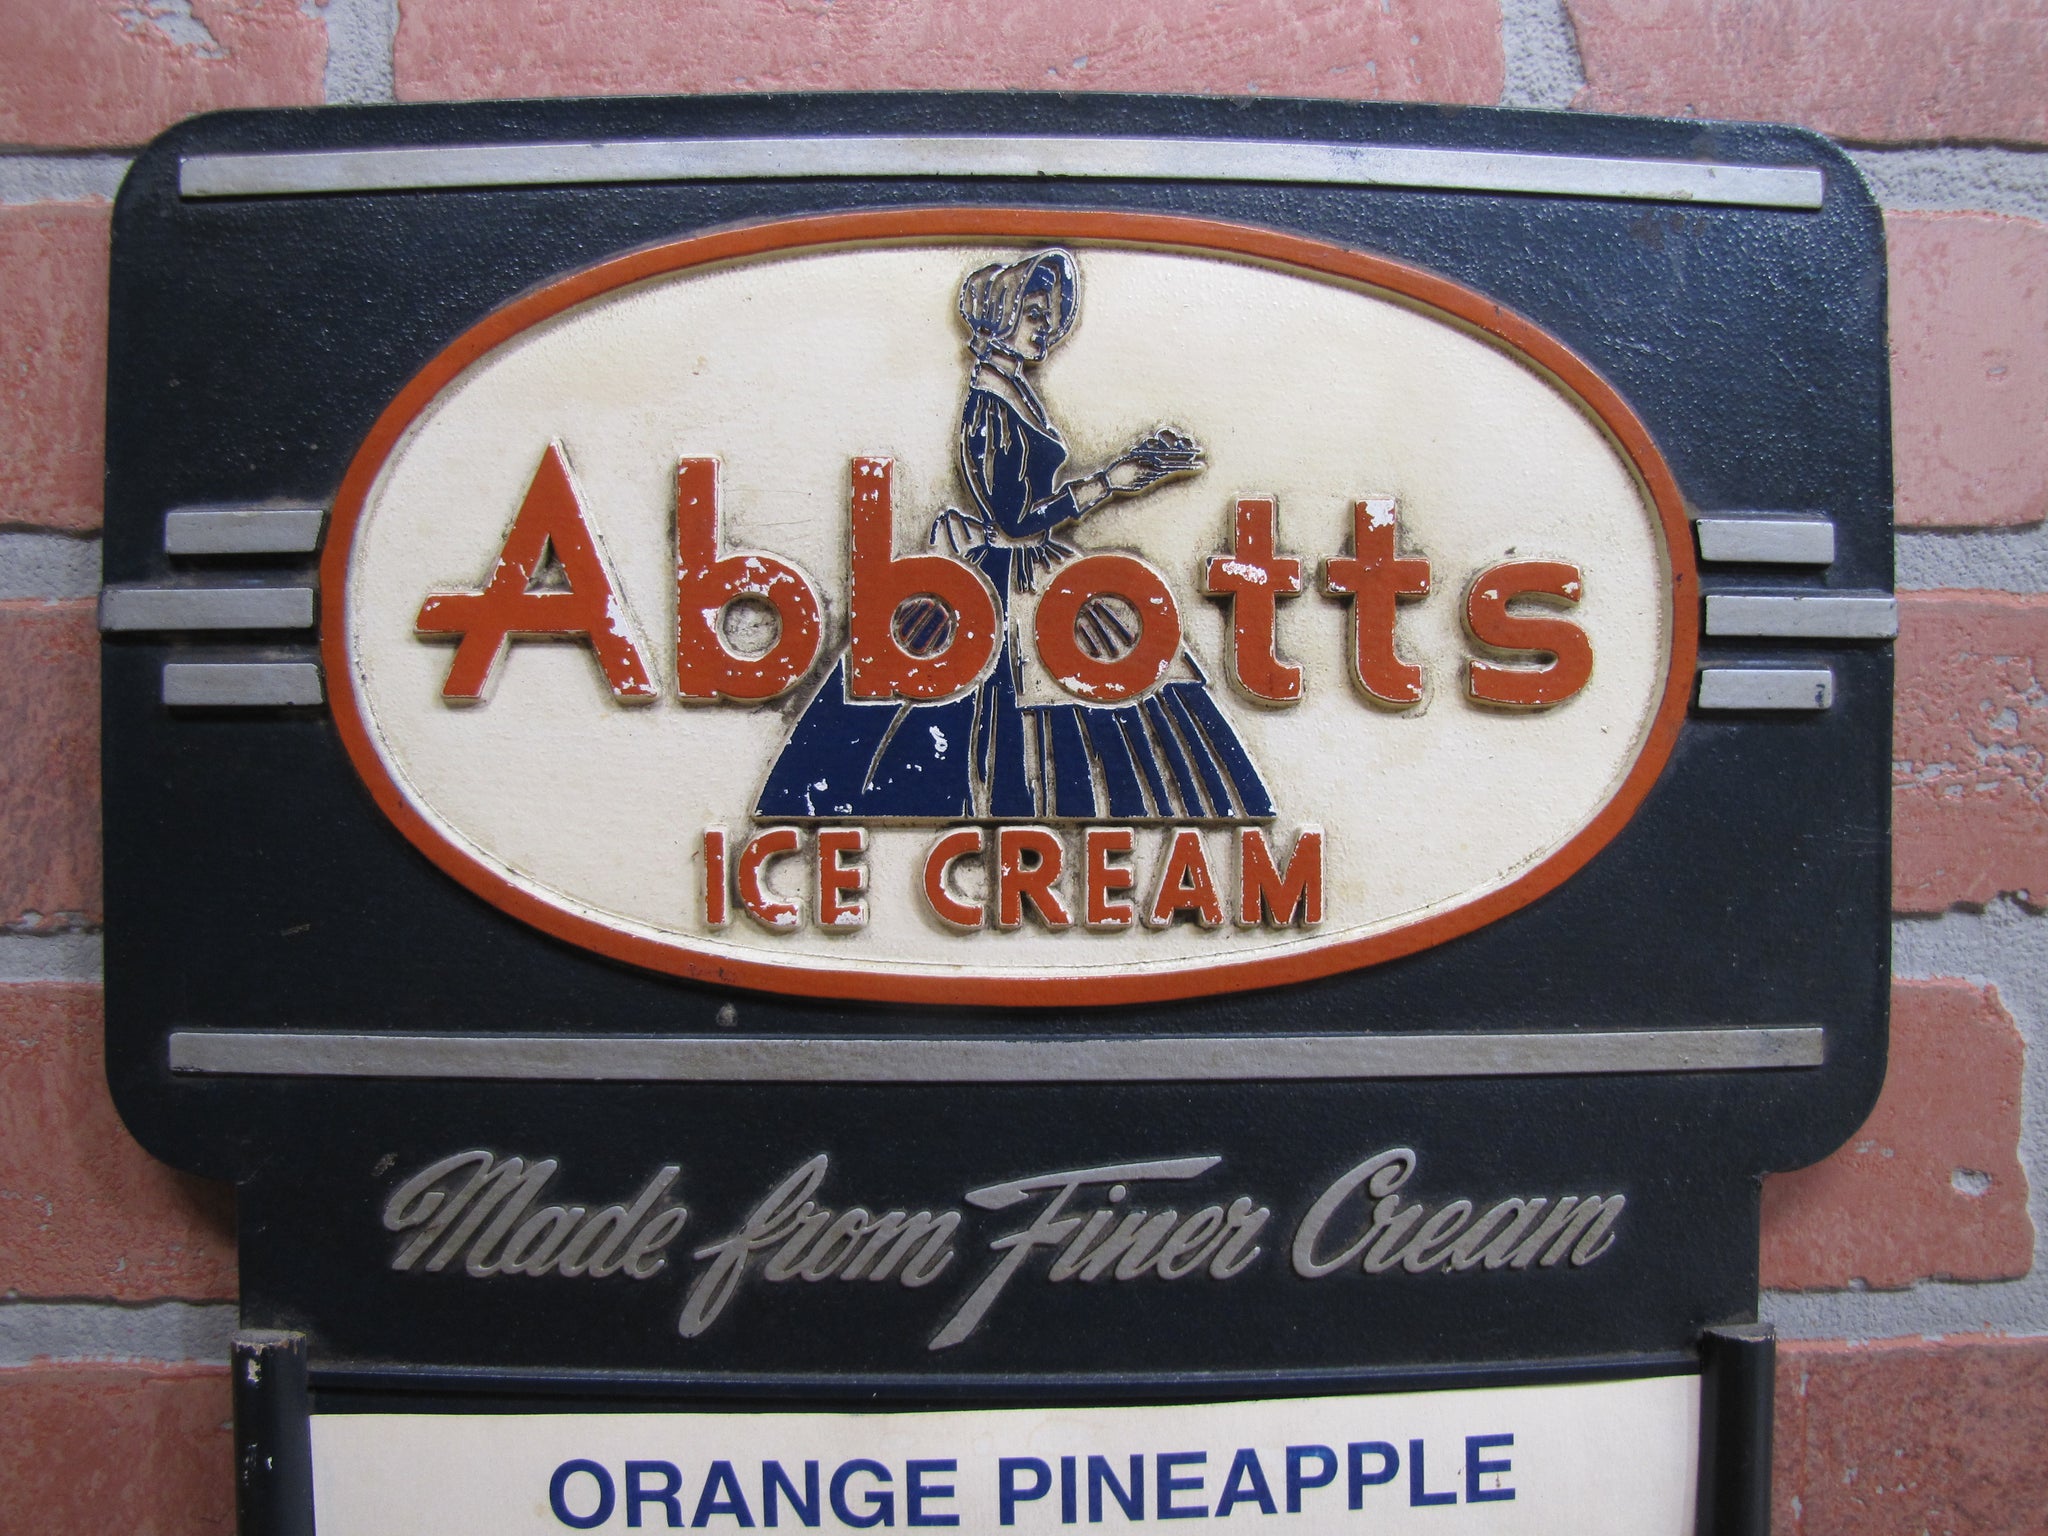 Abbotts
ICE CREAM
Made from Finer Cream
ORANGE PINEAPPLE